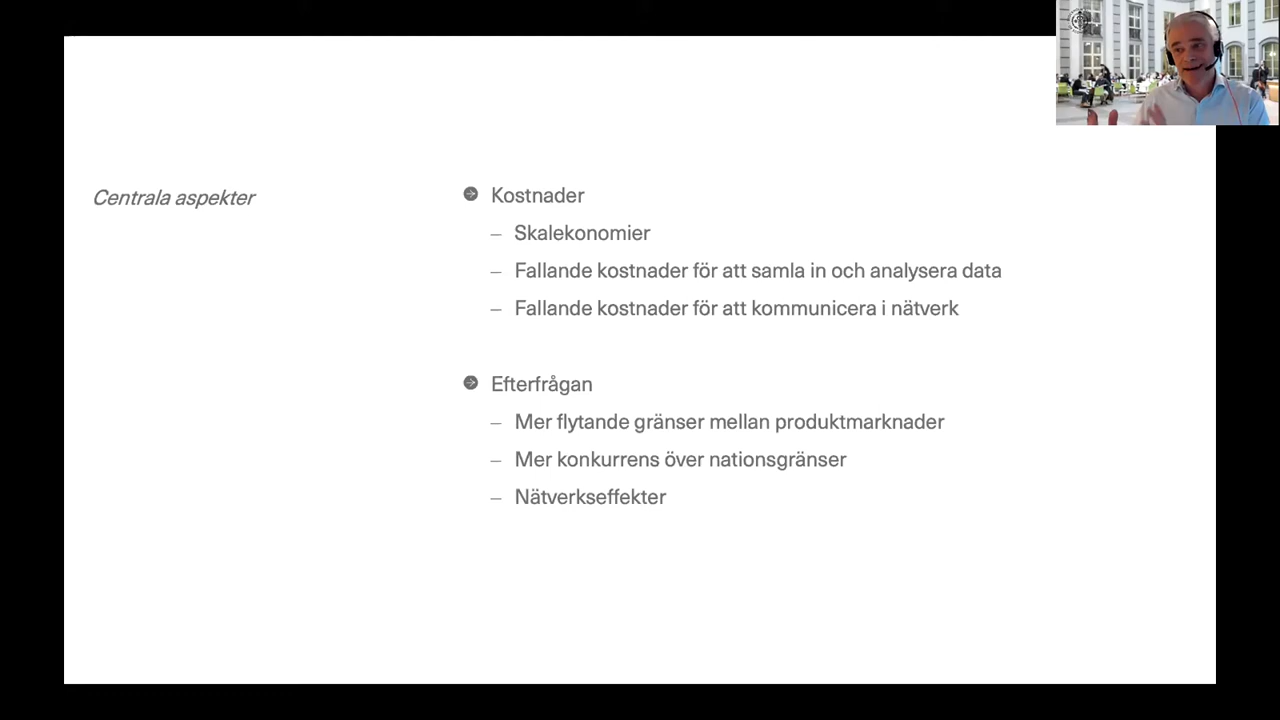 Centrala aspekter
Kostnader
– Skalekonomier
– Fallande kostnader för att samla in och analysera data
– Fallande kostnader för att kommunicera i nätverk
Efterfrågan
– Mer flytande gränser mellan produktmarknader
– Mer konkurrens över nationsgränser
– Nätverkseffekter